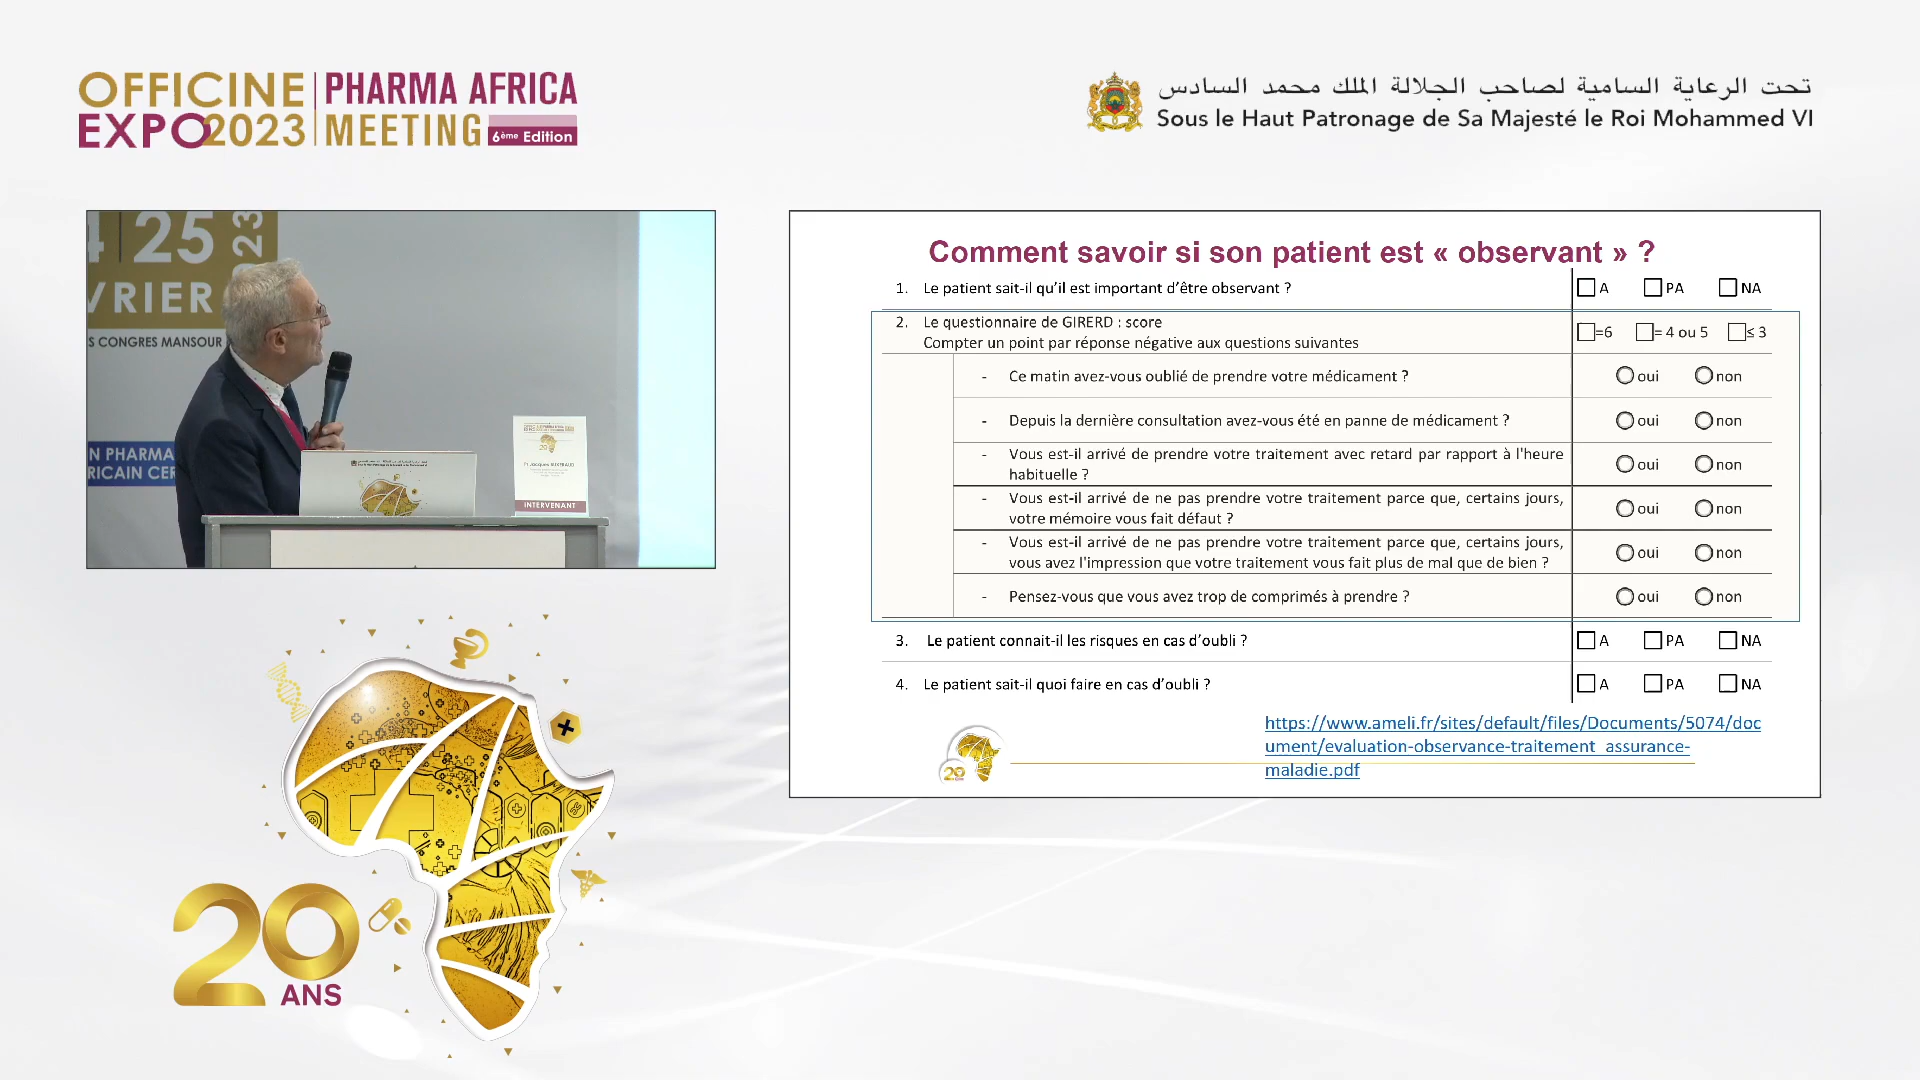 OFFICINE
EXPO2023
PHARMA AFRICA
MEETING
6ème Edition
تحت الرعاية السامية لصاحب الجلالة الملك محمد السادس
Sous le Haut Patronage de Sa Majesté le Roi Mohammed VI
4 25
2023
VRIER
S CONGRES MANSOUR
N PHARMA
RICAIN CER
INTERVENANT
Comment savoir si son patient est « observant » ?
1. Le patient sait-il qu'il est important d'être observant ? A PA NA
2. Le questionnaire de GIRERD : score
Compter un point par réponse négative aux questions suivantes
=6 = 4 ou 5 ≤ 3
- Ce matin avez-vous oublié de prendre votre médicament ? oui non
- Depuis la dernière consultation avez-vous été en panne de médicament ? oui non
- Vous est-il arrivé de prendre votre traitement avec retard par rapport à l'heure
habituelle ? oui non
- Vous est-il arrivé de ne pas prendre votre traitement parce que, certains jours,
votre mémoire vous fait défaut ? oui non
- Vous est-il arrivé de ne pas prendre votre traitement parce que, certains jours,
vous avez l'impression que votre traitement vous fait plus de mal que de bien ? oui non
- Pensez-vous que vous avez trop de comprimés à prendre ? oui non
3. Le patient connait-il les risques en cas d'oubli ? A PA NA
4. Le patient sait-il quoi faire en cas d'oubli ? A PA NA
https://www.ameli.fr/sites/default/files/Documents/5074/doc
ument/evaluation-observance-traitement_assurance-
maladie.pdf
20
20
ANS